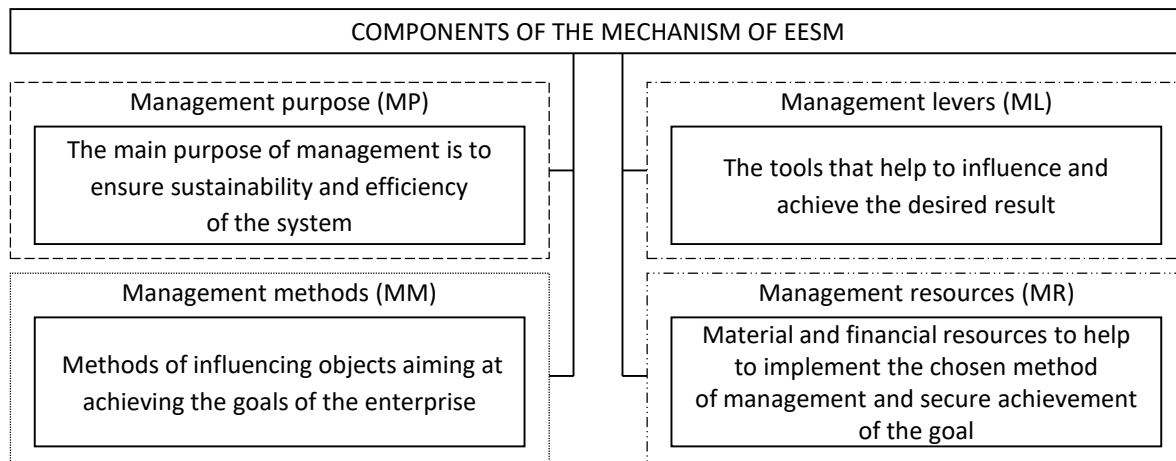 COMPONENTS OF THE MECHANISM OF EESM
Management purpose (MP)
The main purpose of management is to
ensure sustainability and efficiency
of the system
Management levers (ML)
The tools that help to influence and
achieve the desired result
Management methods (MM)
Methods of influencing objects aiming at
achieving the goals of the enterprise
Management resources (MR)
Material and financial resources to help
to implement the chosen method
of management and secure achievement
of the goal